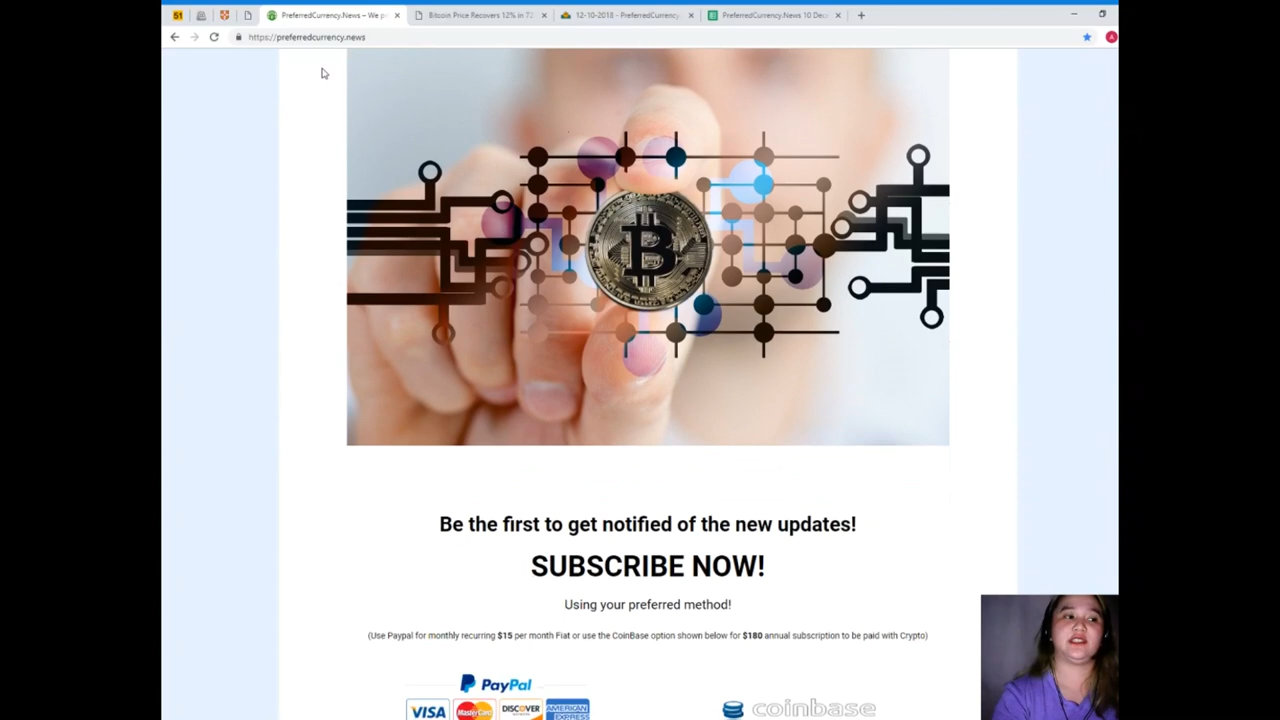 51
PreferredCurrency.News – We p
Bitcoin Price Recovers 12% in 72
12-10-2018 - PreferredCurrency.
PreferredCurrency.News 10 Dec
https://preferredcurrency.news
A
B
Be the first to get notified of the new updates!
SUBSCRIBE NOW!
Using your preferred method!
(Use Paypal for monthly recurring $15 per month Fiat or use the CoinBase option shown below for $180 annual subscription to be paid with Crypto)
PayPal
VISA MasterCard DISCOVER AMERICAN EXPRESS
coinbase